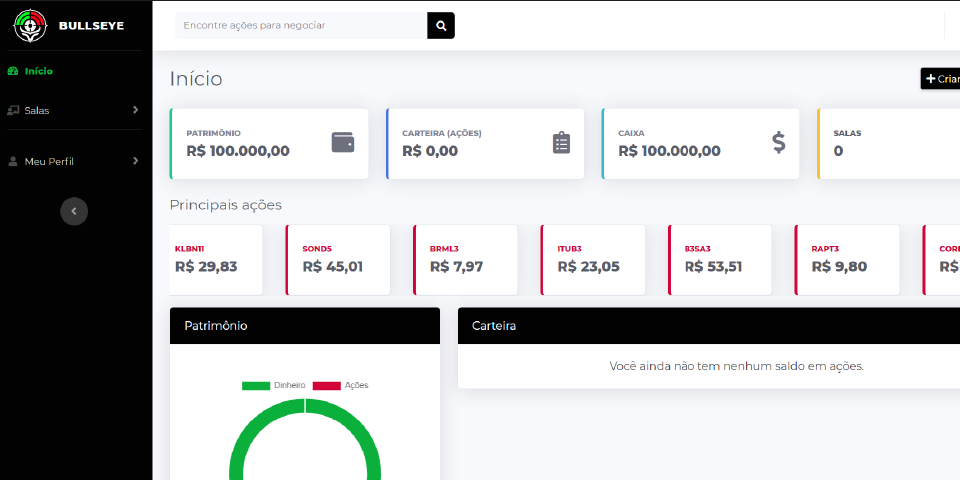 BULLSEYE
Encontre ações para negociar
Início
Salas
Meu Perfil
Início
Criar
PATRIMÔNIO
R$ 100.000,00
CARTEIRA (AÇÕES)
R$ 0,00
CAIXA
R$ 100.000,00
SALAS
0
Principais ações
KLBN11
R$ 29,83
SOND5
R$ 45,01
BRML3
R$ 7,97
ITUB3
R$ 23,05
B3SA3
R$ 53,51
RAPT3
R$ 9,80
R$
Patrimônio
Dinheiro Ações
Carteira
Você ainda não tem nenhum saldo em ações.